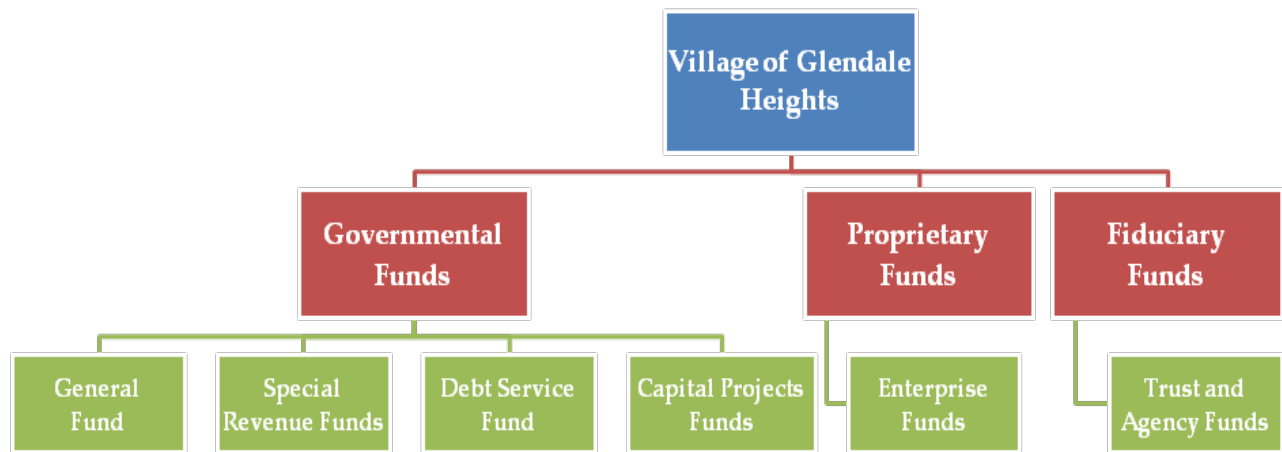 Village of Glendale
Heights
Governmental
Funds
Proprietary
Funds
Fiduciary
Funds
General
Fund
Special
Revenue Funds
Debt Service
Fund
Capital Projects
Funds
Enterprise
Funds
Trust and
Agency Funds